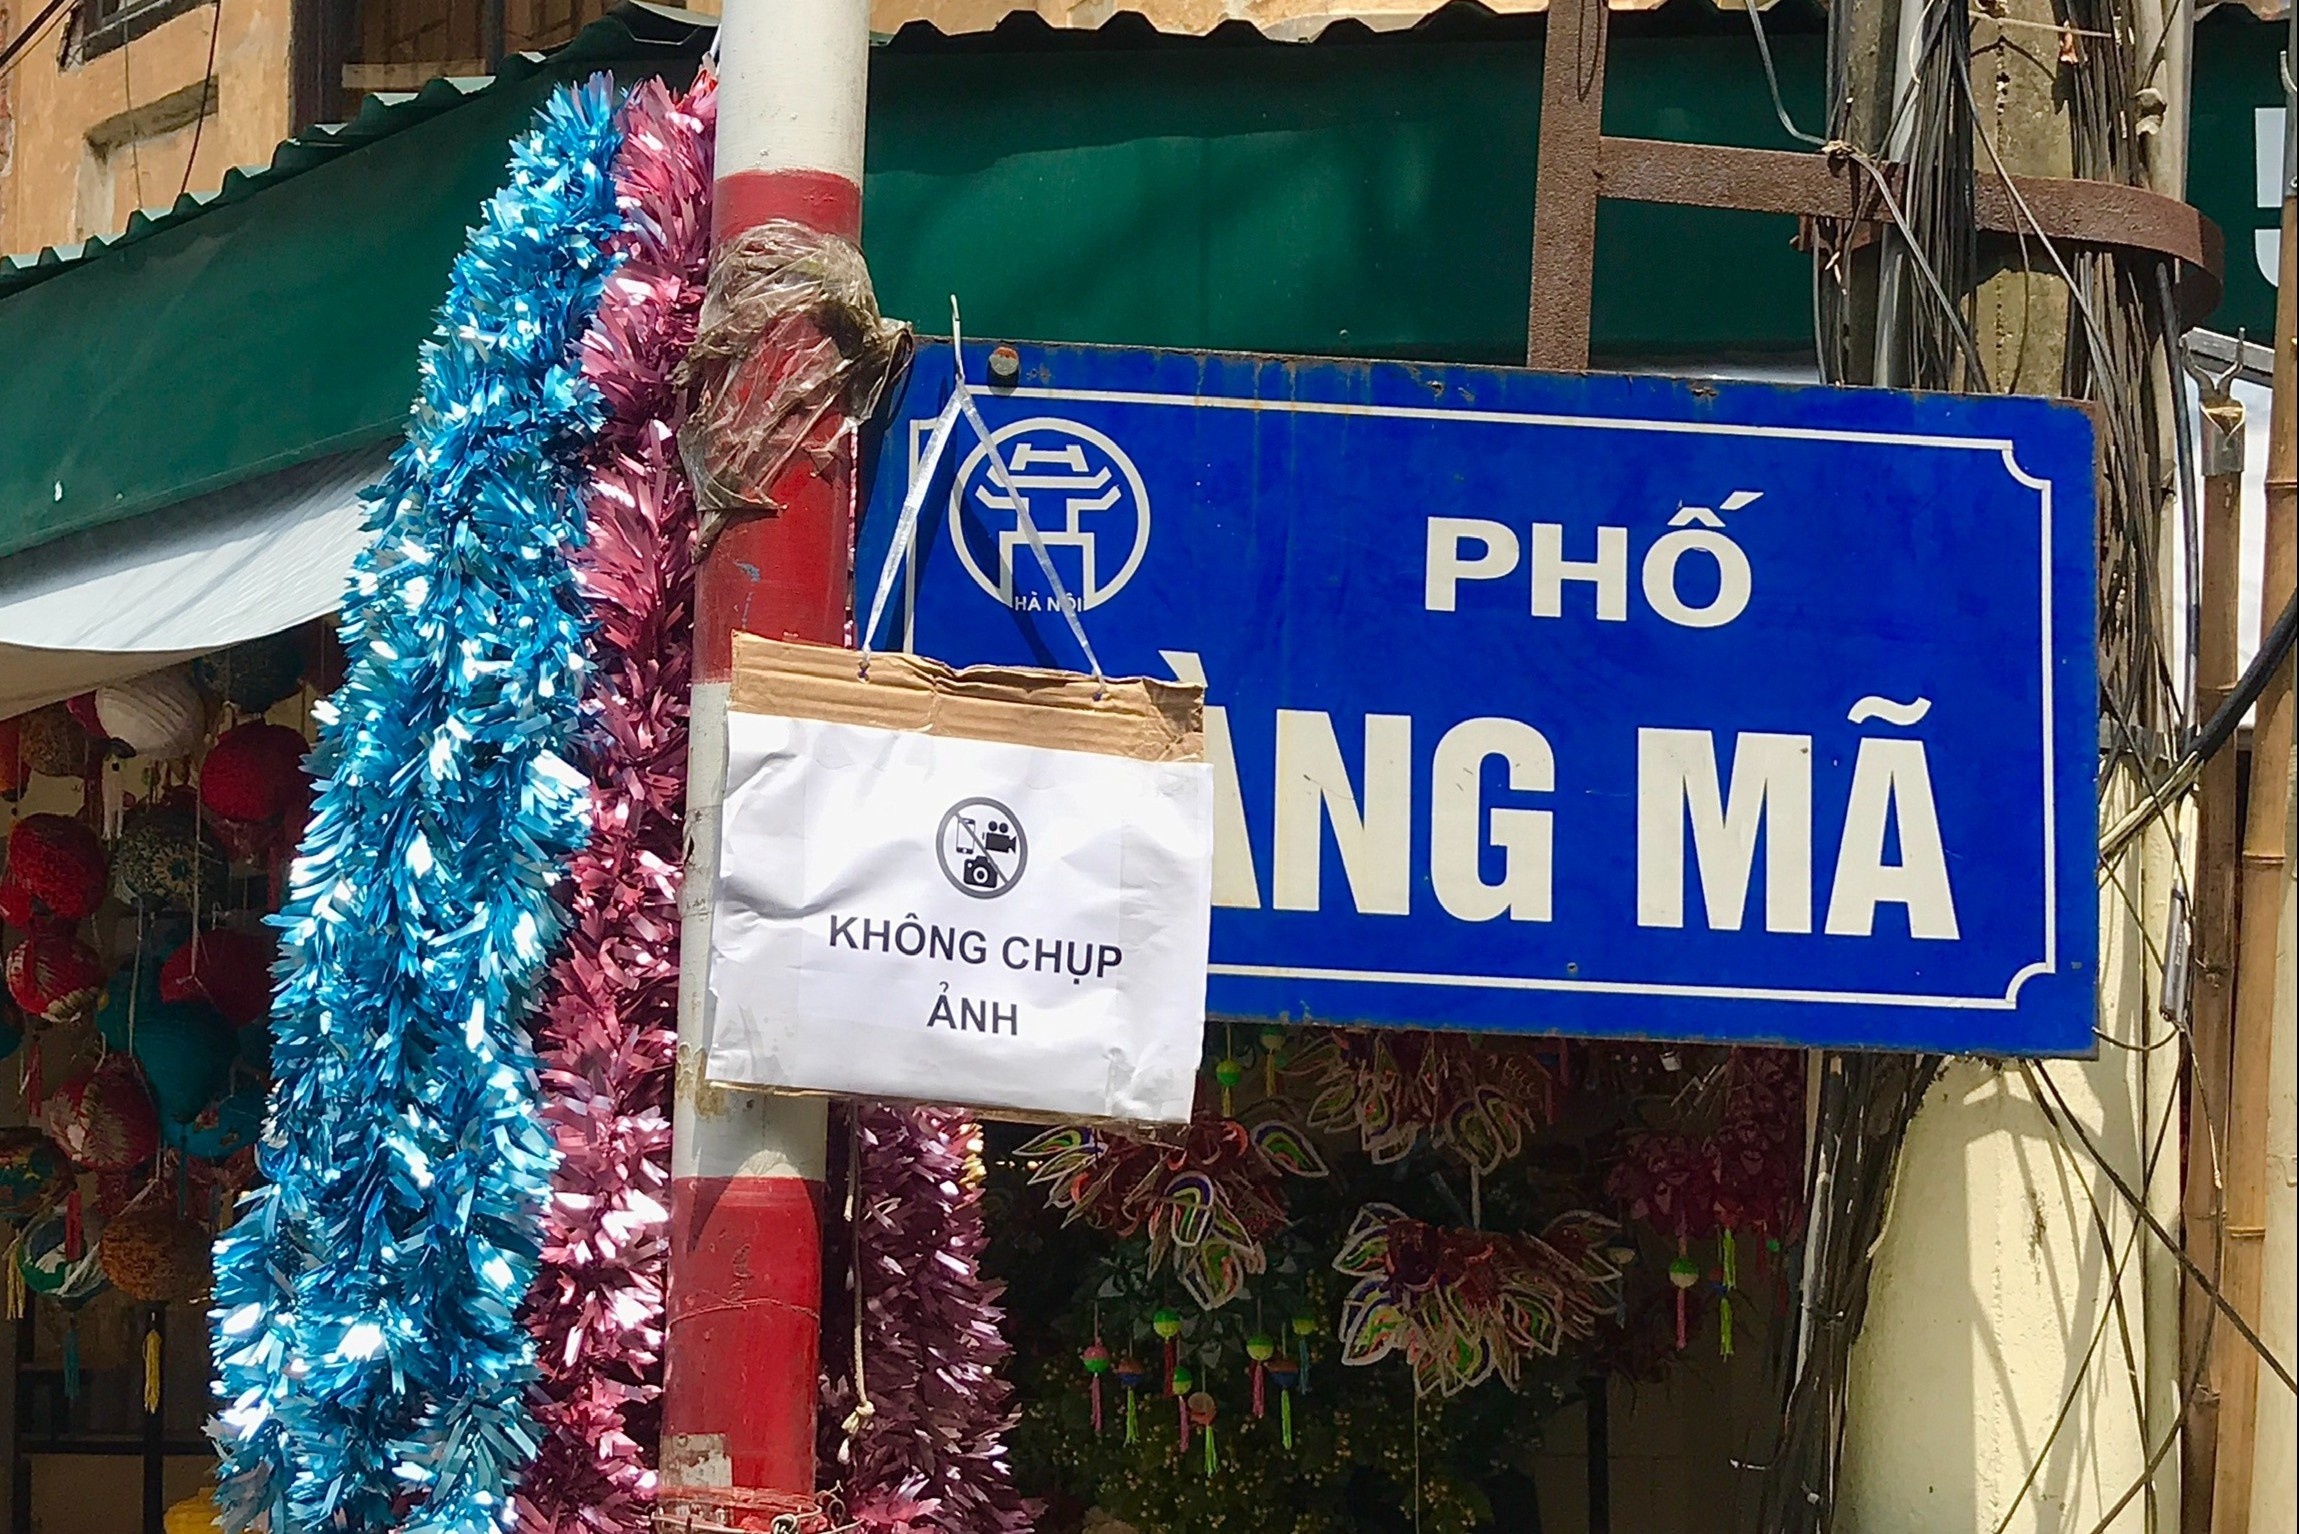 HÀ NỘI
PHỐ
ÀNG MÃ
KHÔNG CHỤP
ẢNH